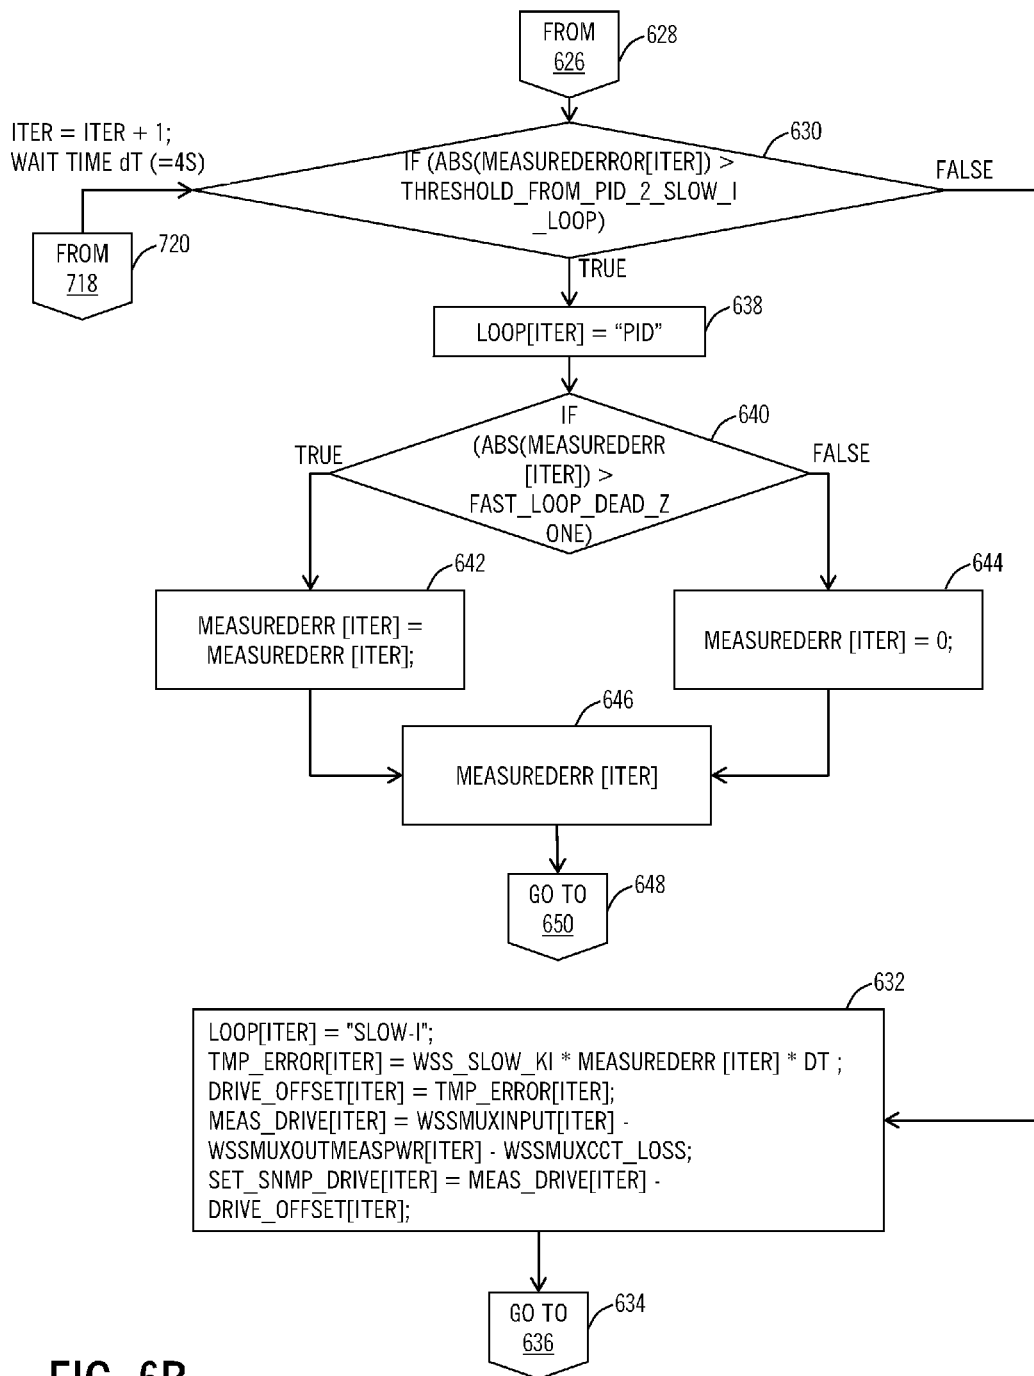 FROM
626
628
ITER = ITER + 1;
WAIT TIME dT (=4S)
630
IF (ABS(MEASUREDERROR[ITER]) >
THRESHOLD_FROM_PID_2_SLOW_I
_LOOP)
FALSE
FROM
718
720
TRUE
638
LOOP[ITER] = “PID”
640
IF
(ABS(MEASUREDERR
[ITER]) >
FAST_LOOP_DEAD_Z
ONE)
TRUE
FALSE
642
MEASUREDERR [ITER] =
MEASUREDERR [ITER];
644
MEASUREDERR [ITER] = 0;
646
MEASUREDERR [ITER]
GO TO
650
648
632
LOOP[ITER] = "SLOW-I";
TMP_ERROR[ITER] = WSS_SLOW_KI * MEASUREDERR [ITER] * DT ;
DRIVE_OFFSET[ITER] = TMP_ERROR[ITER];
MEAS_DRIVE[ITER] = WSSMUXINPUT[ITER] -
WSSMUXOUTMEASPWR[ITER] - WSSMUXCCT_LOSS;
SET_SNMP_DRIVE[ITER] = MEAS_DRIVE[ITER] -
DRIVE_OFFSET[ITER];
GO TO
636
634
FIG. 6B